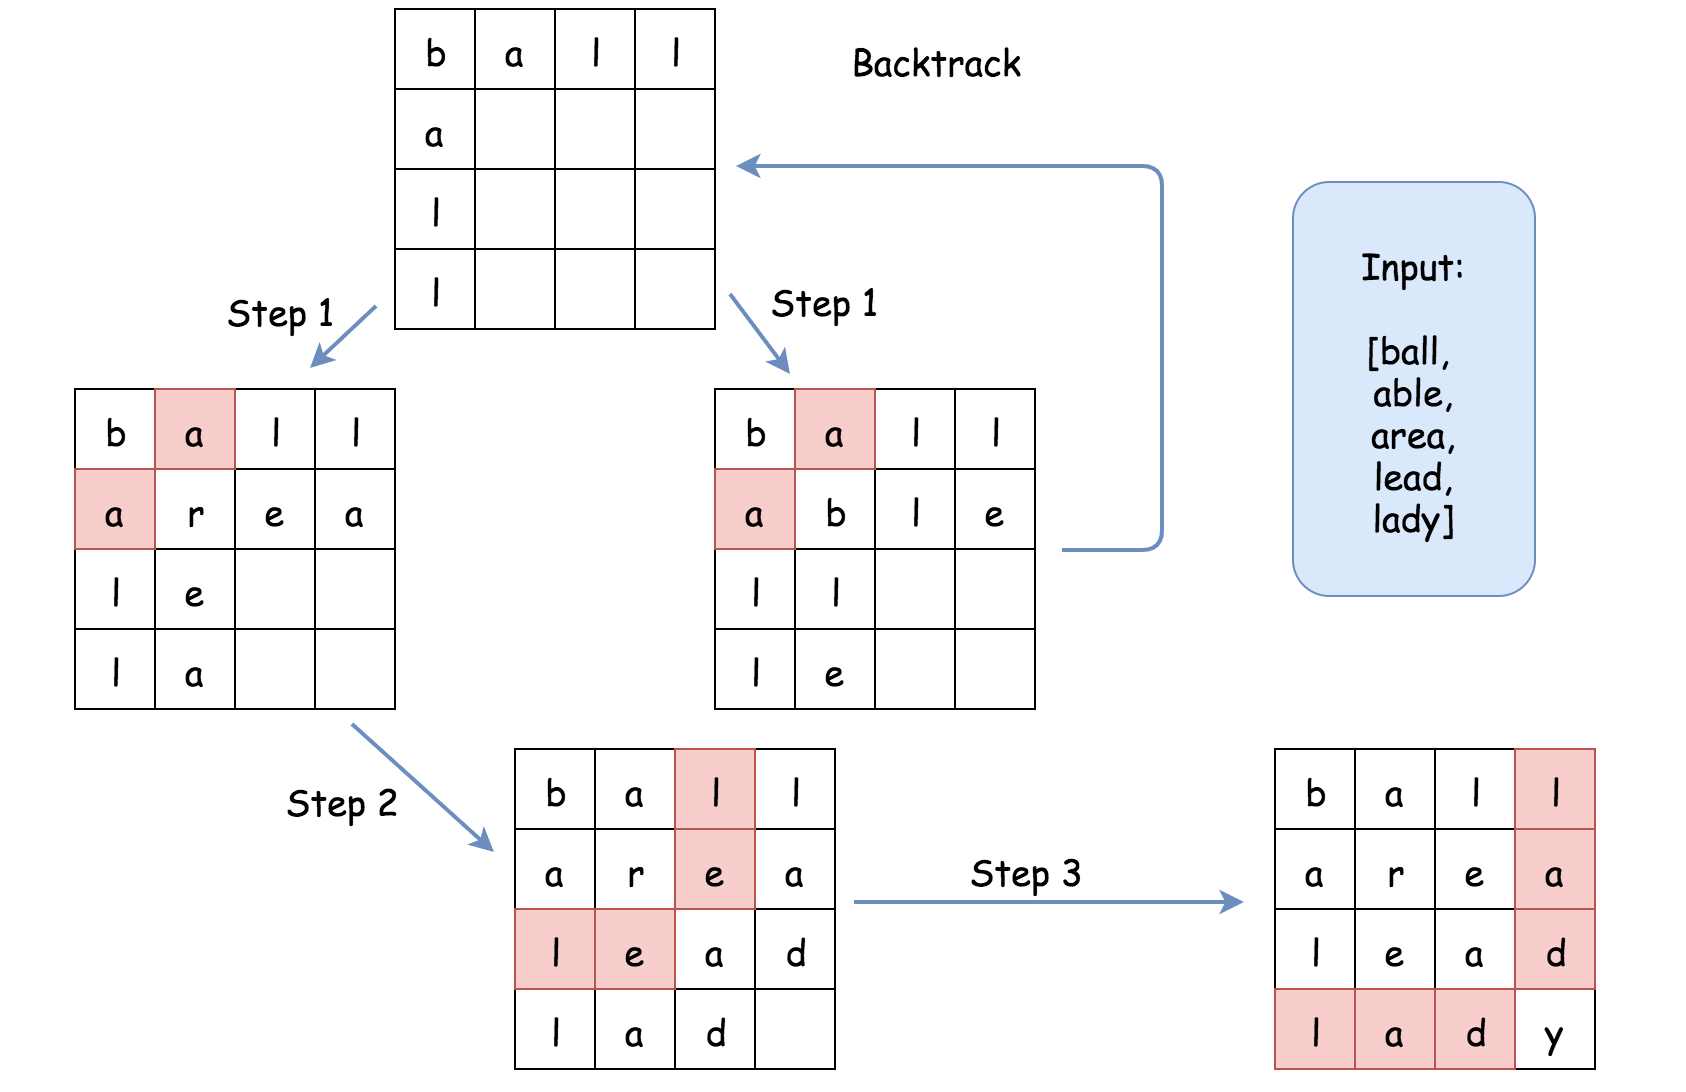 b a l l
a
l
l
Backtrack
Step 1
Step 1
Input:
[ball,
able,
area,
lead,
lady]
b a l l
a r e a
l e
l a
b a l l
a b l e
l l
l e
Step 2
b a l l
a r e a
l e a d
l a d
Step 3
b a l l
a r e a
l e a d
l a d y